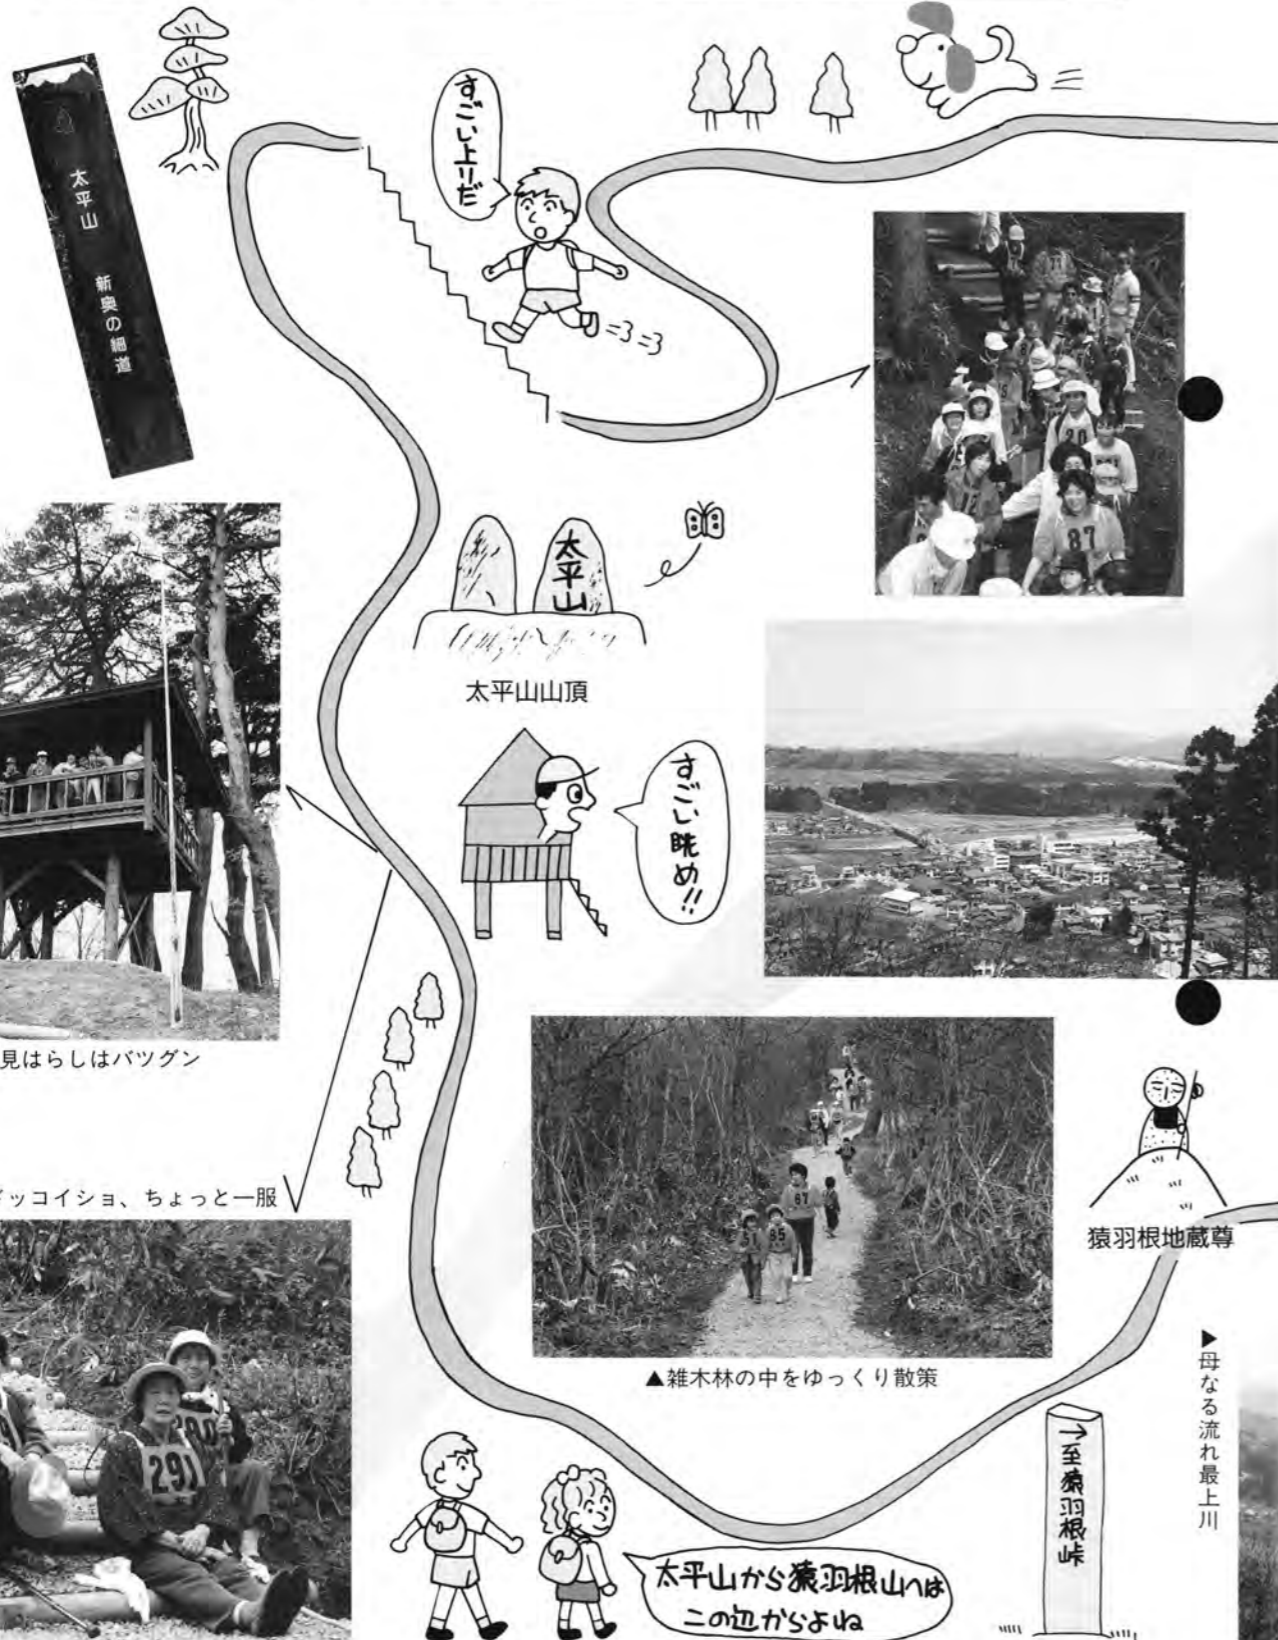 太平山 新奥の細道
すごい上りだ
太平山
太平山山頂
すごい眺め!!
見はらしはバツグン
ッコイショ、ちょっと一服
▲雑木林の中をゆっくり散策
猿羽根地蔵尊
▶母なる流れ最上川
→至猿羽根峠
太平山から猿羽根山へは
この辺からよね
20
87
67
51
85
290
291